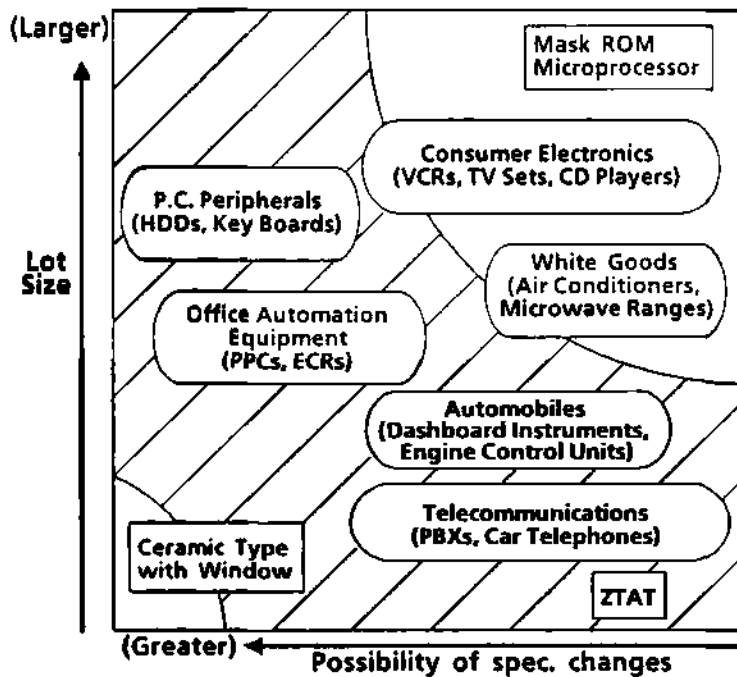 (Larger)
Mask ROM
Microprocessor
Consumer Electronics
(VCRs, TV Sets, CD Players)
P.C. Peripherals
(HDDs, Key Boards)
Lot
Size
White Goods
(Air Conditioners,
Microwave Ranges)
Office Automation
Equipment
(PPCs, ECRs)
Automobiles
(Dashboard Instruments,
Engine Control Units)
Telecommunications
(PBXs, Car Telephones)
Ceramic Type
with Window
ZTAT
(Greater)
Possibility of spec. changes